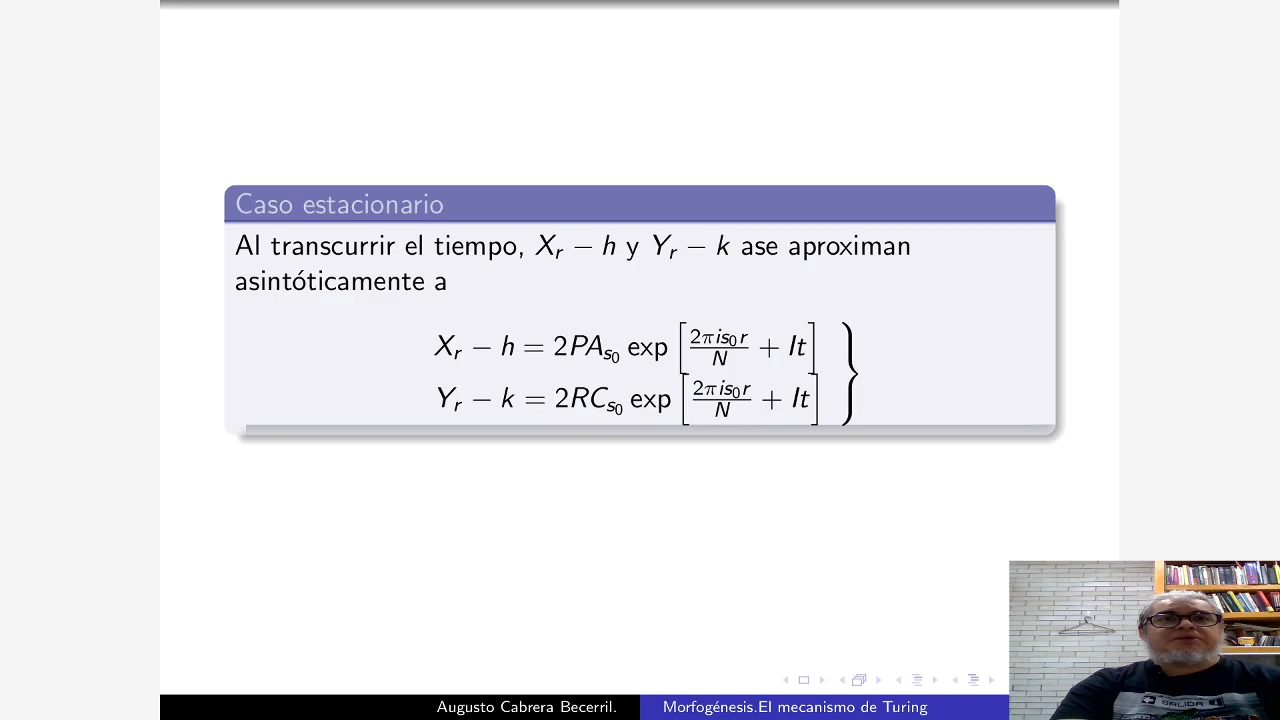 Caso estacionario
Al transcurrir el tiempo, X_r − h y Y_r − k ase aproximan
asintóticamente a
X_r − h = 2PA_{s_0} exp [2πis_0r/N + It]
Y_r − k = 2RC_{s_0} exp [2πis_0r/N + It] }
Augusto Cabrera Becerril. Morfogénesis.El mecanismo de Turing
SALIDA